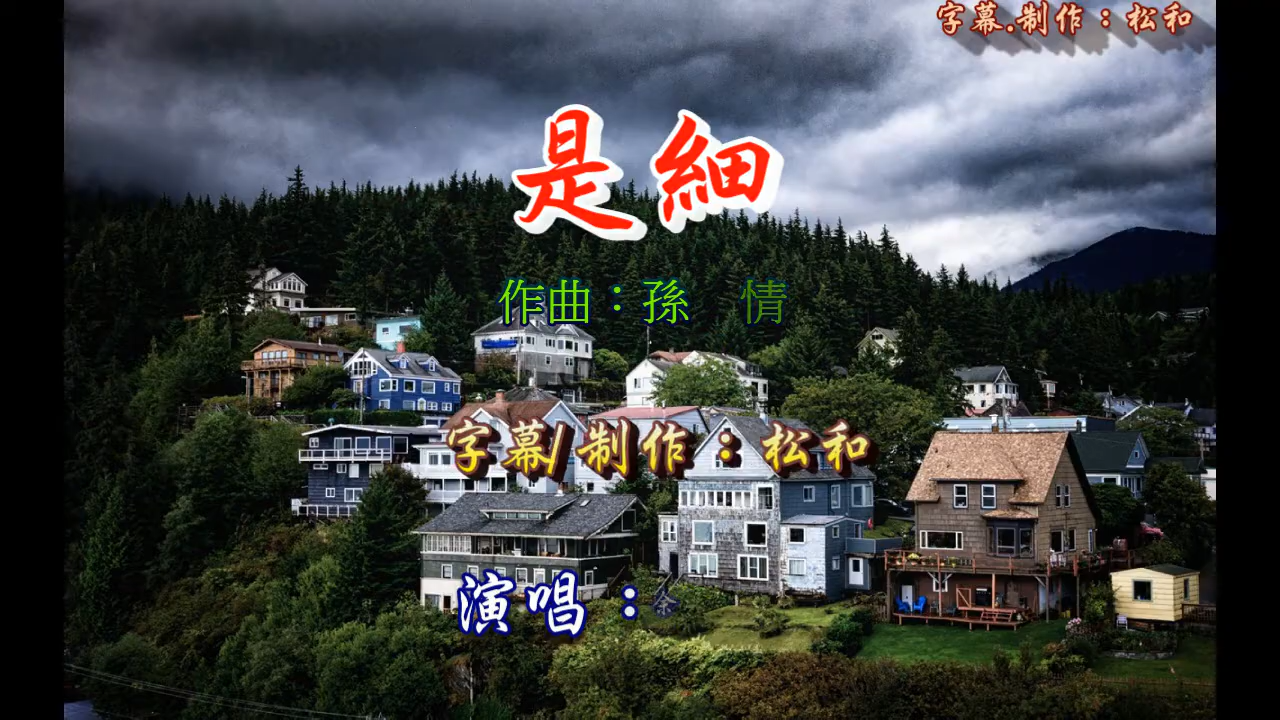 字幕.制作：松和
是細
作曲：孫　情
字幕/制作：松和
演唱：余